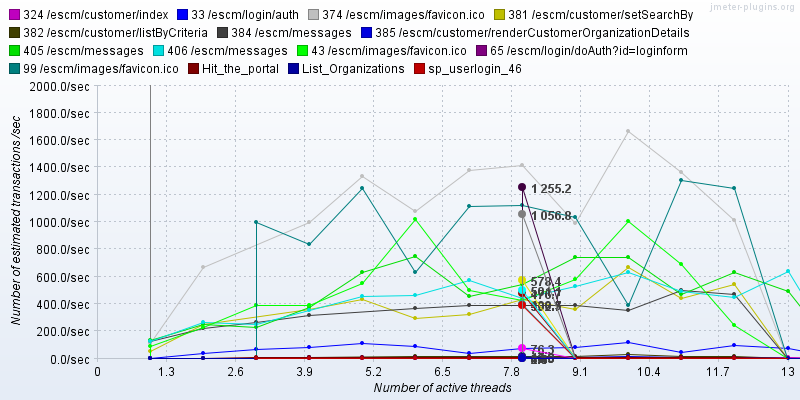 jmeter-plugins.org
324 /escm/customer/index 33 /escm/login/auth 374 /escm/images/favicon.ico 381 /escm/customer/setSearchBy
382 /escm/customer/listByCriteria 384 /escm/messages 385 /escm/customer/renderCustomerOrganizationDetails
405 /escm/messages 406 /escm/messages 43 /escm/images/favicon.ico 65 /escm/login/doAuth?id=loginform
99 /escm/images/favicon.ico Hit_the_portal List_Organizations sp_userlogin_46
Number of estimated transactions /sec
2000.0/sec
1800.0/sec
1600.0/sec
1400.0/sec
1200.0/sec
1000.0/sec
800.0/sec
600.0/sec
400.0/sec
200.0/sec
0.0/sec
1 255.2
1 056.8
578.4
76.3
0 1.3 2.6 3.9 5.2 6.5 7.8 9.1 10.4 11.7 13
Number of active threads